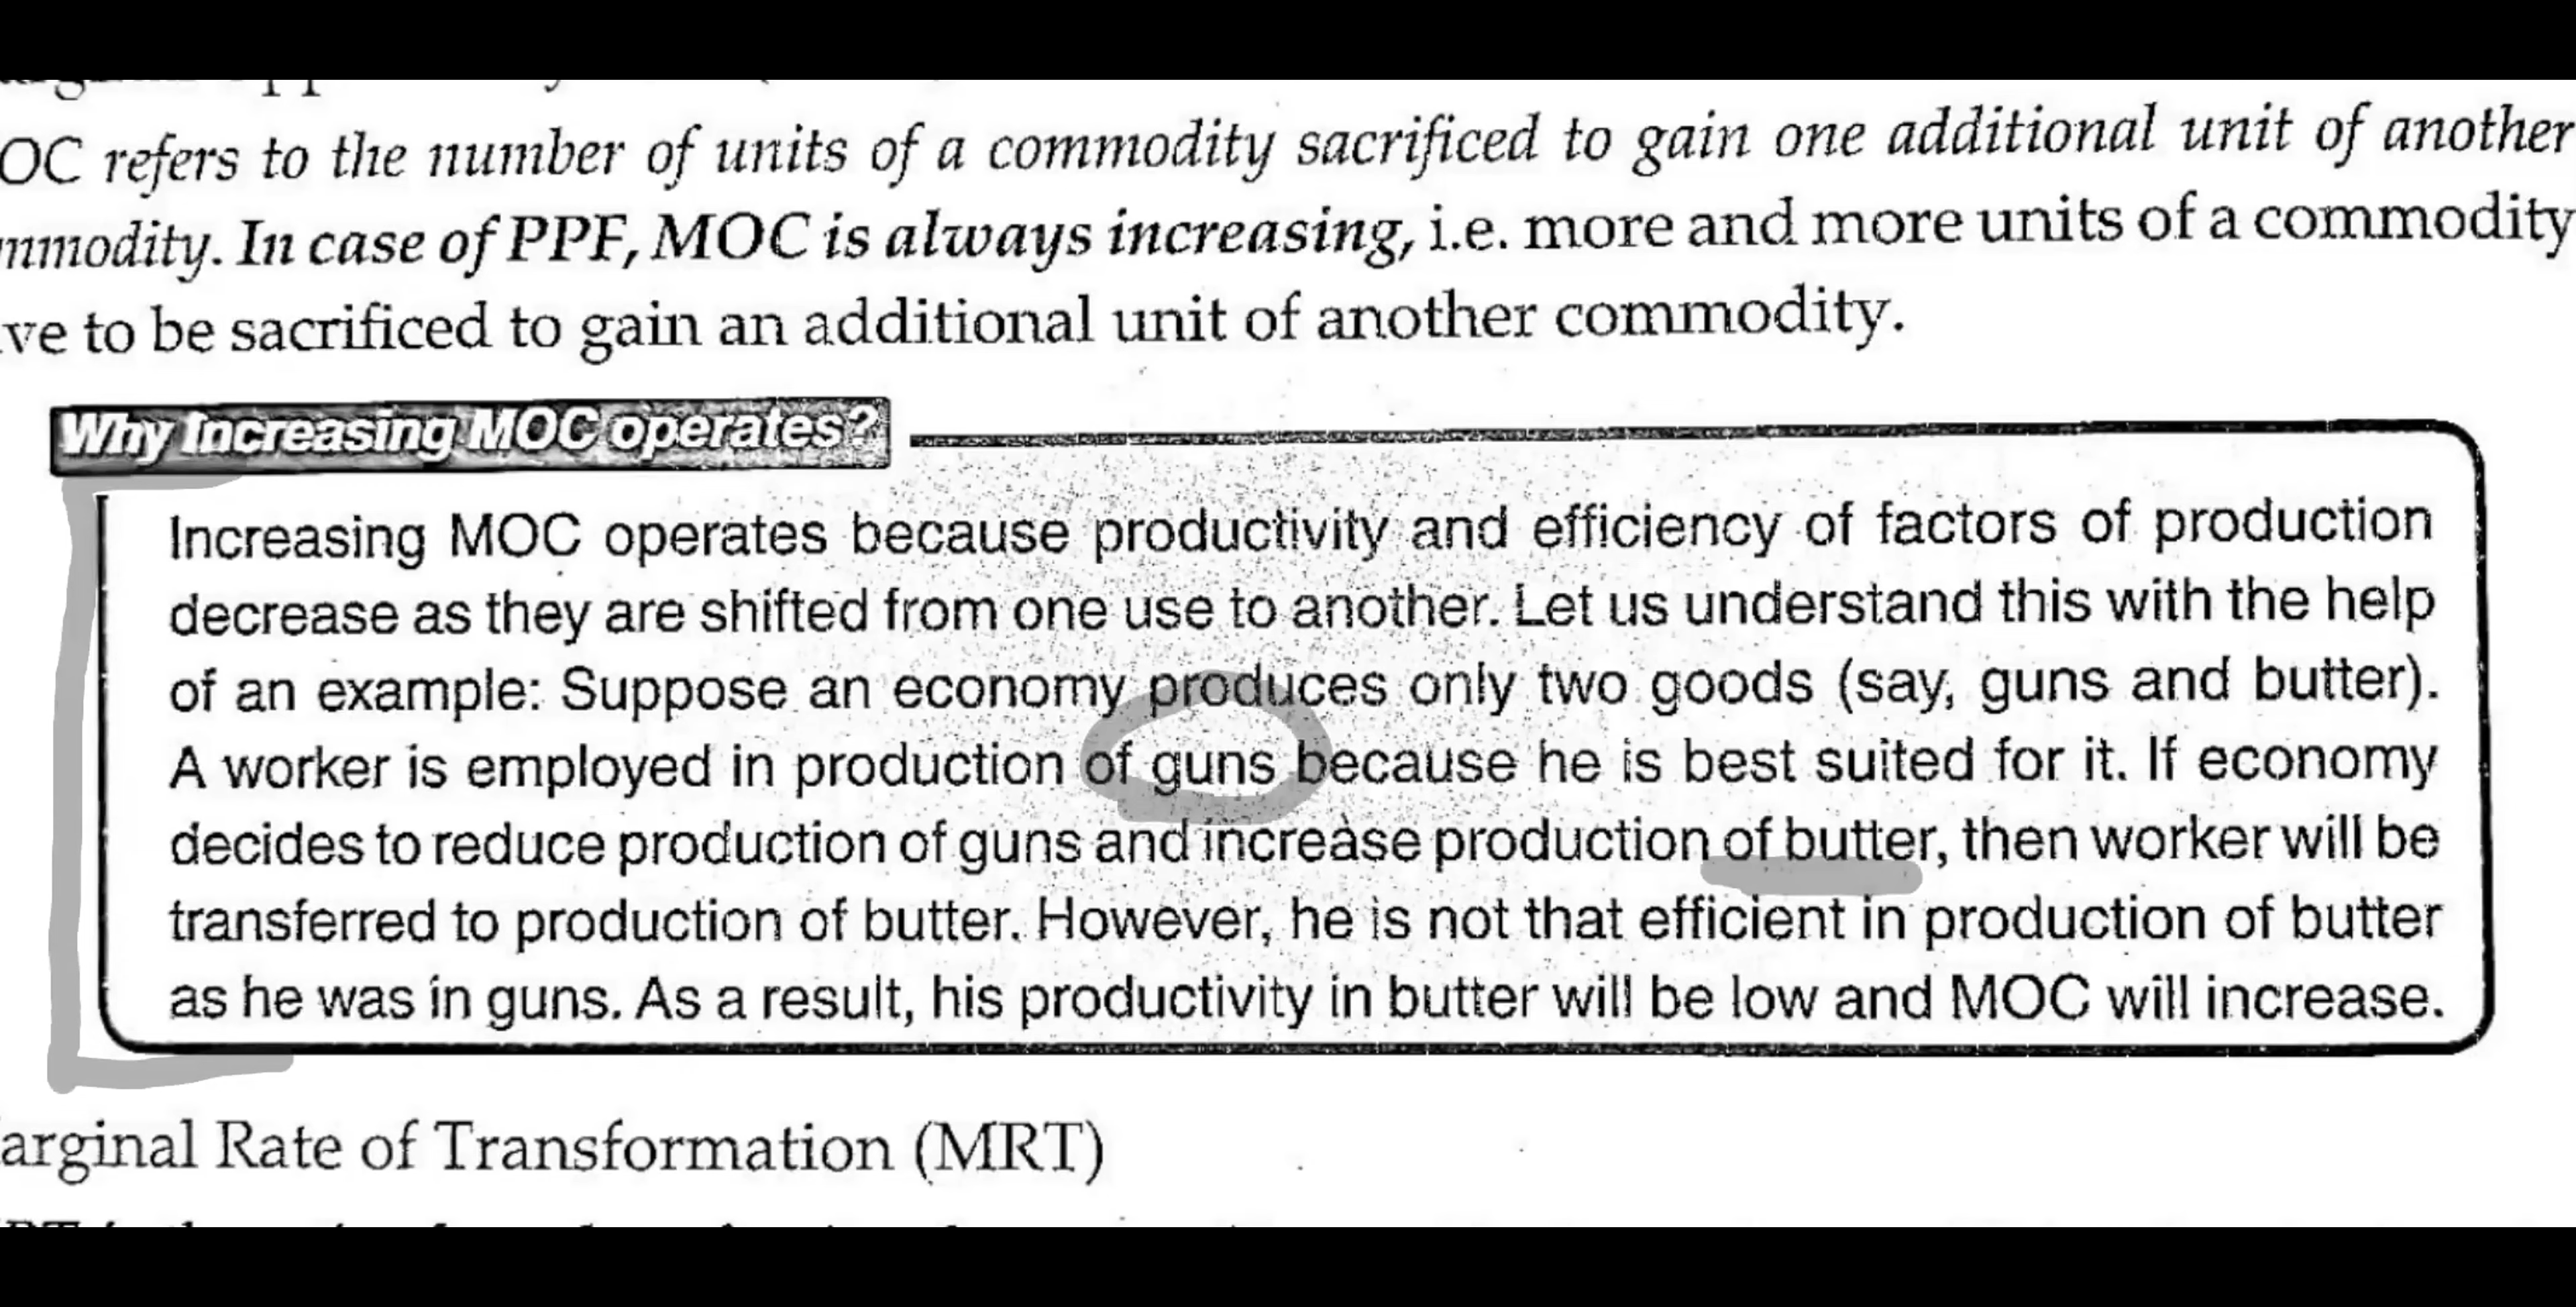 OC refers to the number of units of a commodity sacrificed to gain one additional unit of another
mmodity. In case of PPF, MOC is always increasing, i.e. more and more units of a commodity
ve to be sacrificed to gain an additional unit of another commodity.
Why Increasing MOC operates?
Increasing MOC operates because productivity and efficiency of factors of production
decrease as they are shifted from one use to another. Let us understand this with the help
of an example: Suppose an economy produces only two goods (say, guns and butter).
A worker is employed in production of guns because he is best suited for it. If economy
decides to reduce production of guns and increase production of butter, then worker will be
transferred to production of butter. However, he is not that efficient in production of butter
as he was in guns. As a result, his productivity in butter will be low and MOC will increase.
arginal Rate of Transformation (MRT)